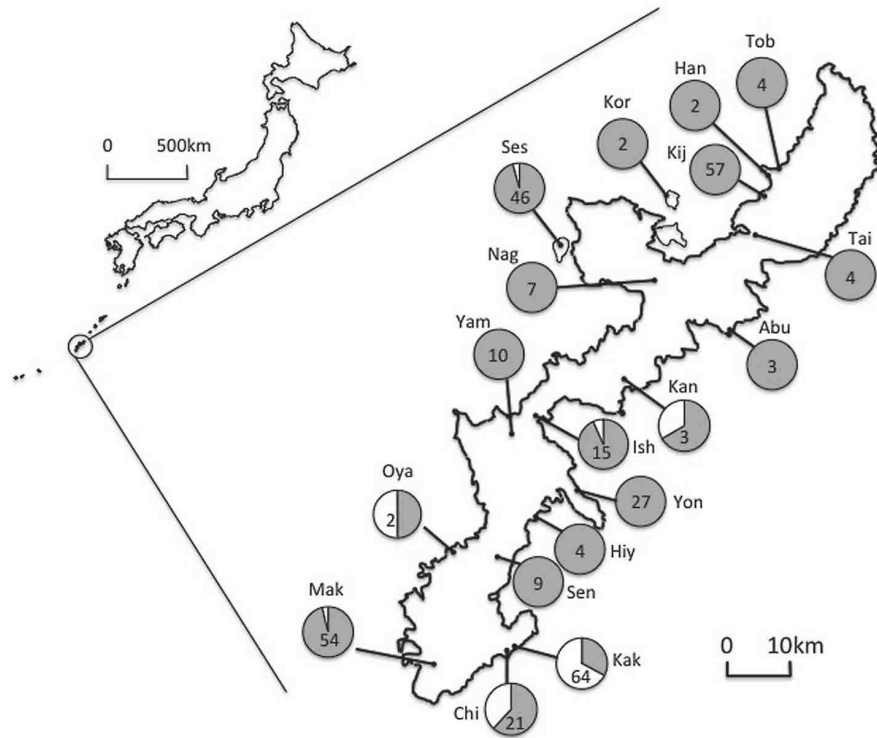 Tob
Han
4
Kor
2
Kij
2
57
Ses
46
0 500km
Nag
Tai
7
4
Yam
Abu
10
3
Kan
3
Ish
15
Oya
2
27
Yon
4
Hiy
9
Sen
Mak
54
0 10km
Kak
64
Chi
21